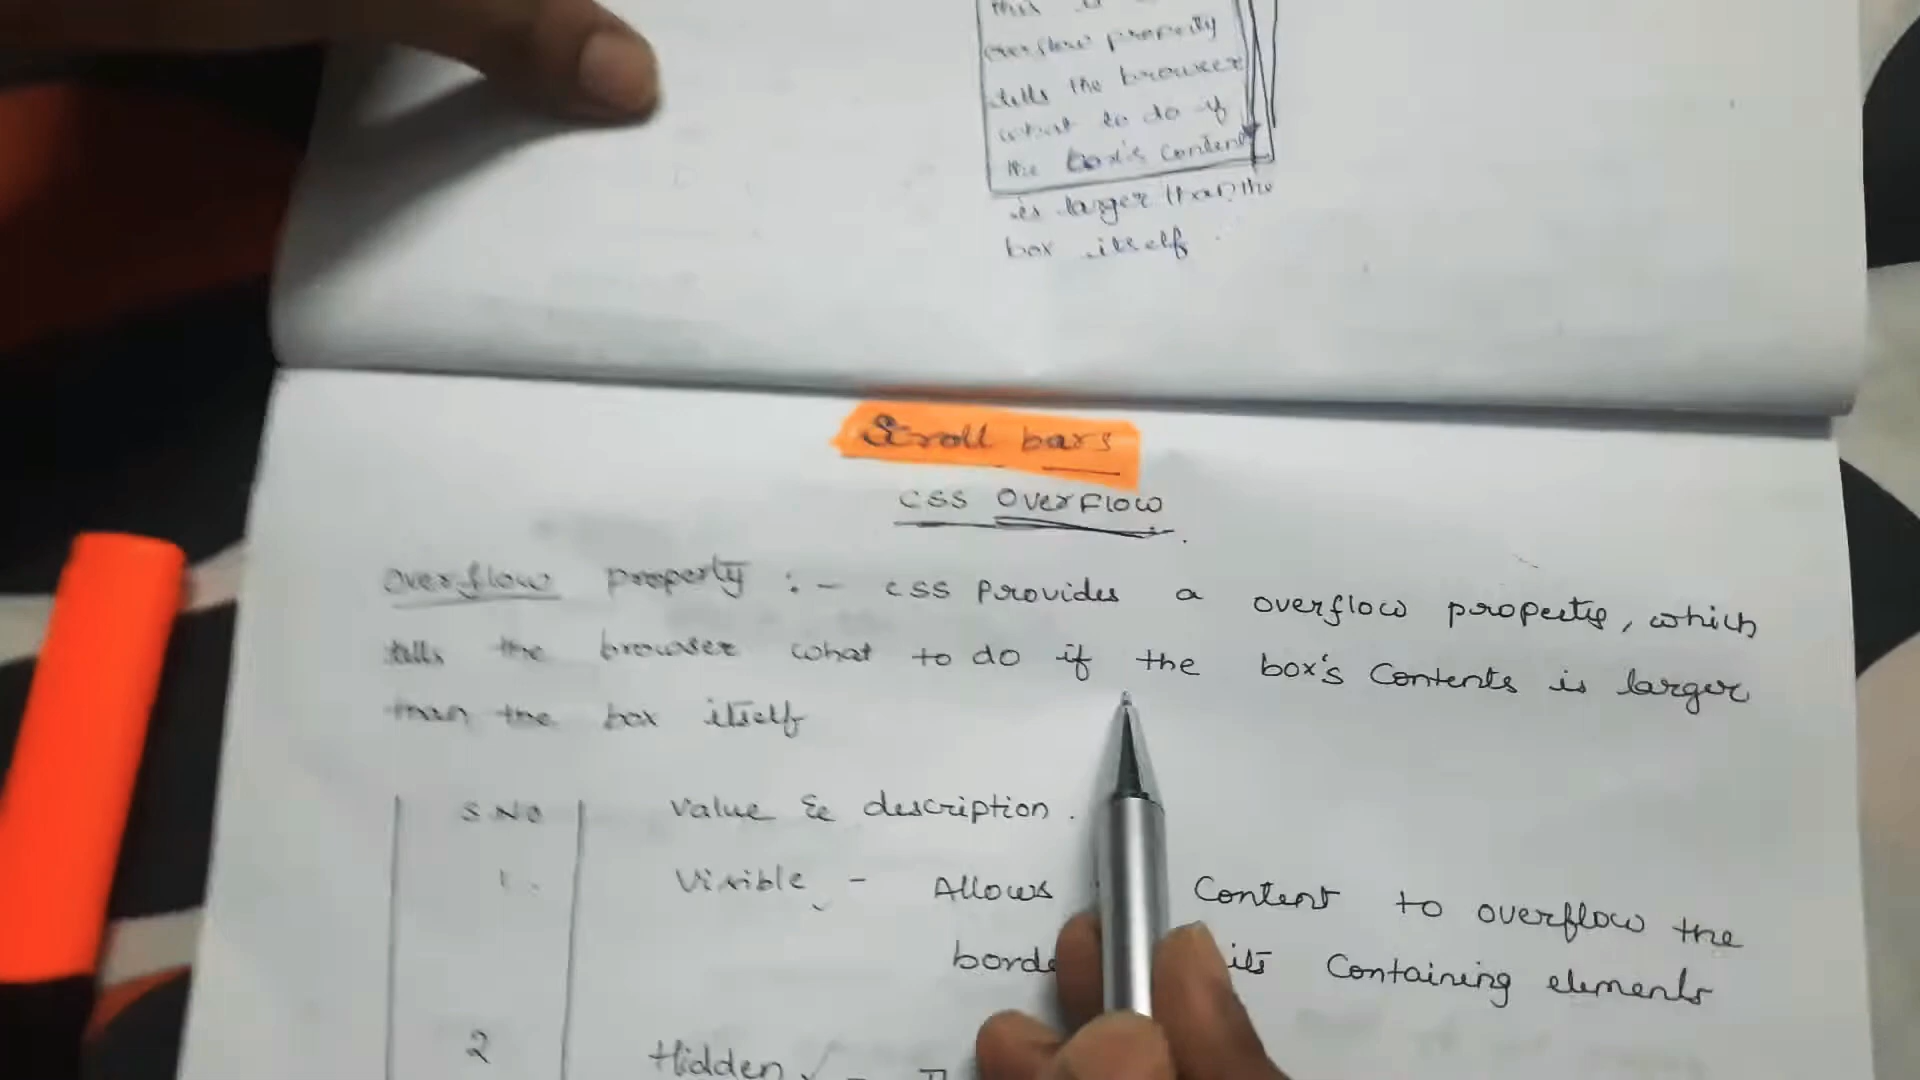 this is
overflow property
tells the browser
what to do if
the box's content
is larger than the
box itself.
Scroll bars
CSS OverFlow
overflow property :- CSS provides a overflow property, which
tells the browser what to do if the box's contents is larger
than the box itself
S.NO Value & description.
1. Visible - Allows Content to overflow the
its Containing elements
2 Hidden -